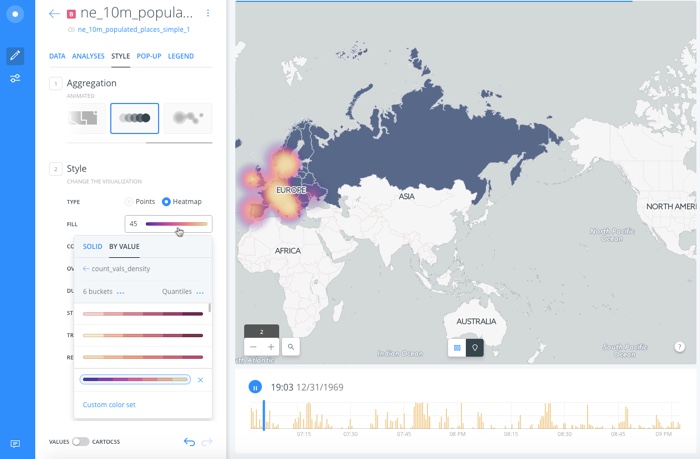 B ne_10m_popula...
ne_10m_populated_places_simple_1
DATA ANALYSES STYLE POP-UP LEGEND
1 Aggregation
ANIMATED
2 Style
CHANGE THE VISUALIZATION
TYPE Points Heatmap
FILL 45
CO
SOLID BY VALUE
OV
count_vals_density
DU
6 buckets ... Quantiles ...
ST
TR
RE
Custom color set
VALUES CARTOCSS
EUROPE
ASIA
NORTH AMERI
North Pacific
Ocean
AFRICA
AUSTRALIA
2
Indian Ocean
South Pacific
Ocean
?
19:03 12/31/1969
07:15 07:30 07:45 08 PM 08:15 08:30 08:45 09 PM